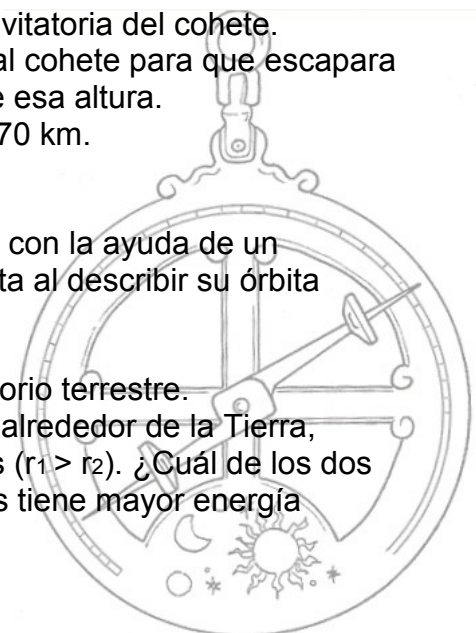 vitatoria del cohete.
al cohete para que escapara
e esa altura.
70 km.
con la ayuda de un
ta al describir su órbita
orio terrestre.
alrededor de la Tierra,
s (r1 > r2). ¿Cuál de los dos
s tiene mayor energía